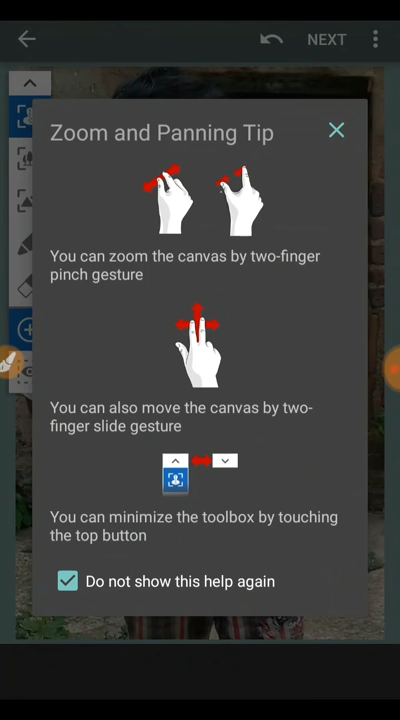 NEXT
Zoom and Panning Tip
You can zoom the canvas by two-finger
pinch gesture
You can also move the canvas by two-
finger slide gesture
You can minimize the toolbox by touching
the top button
Do not show this help again